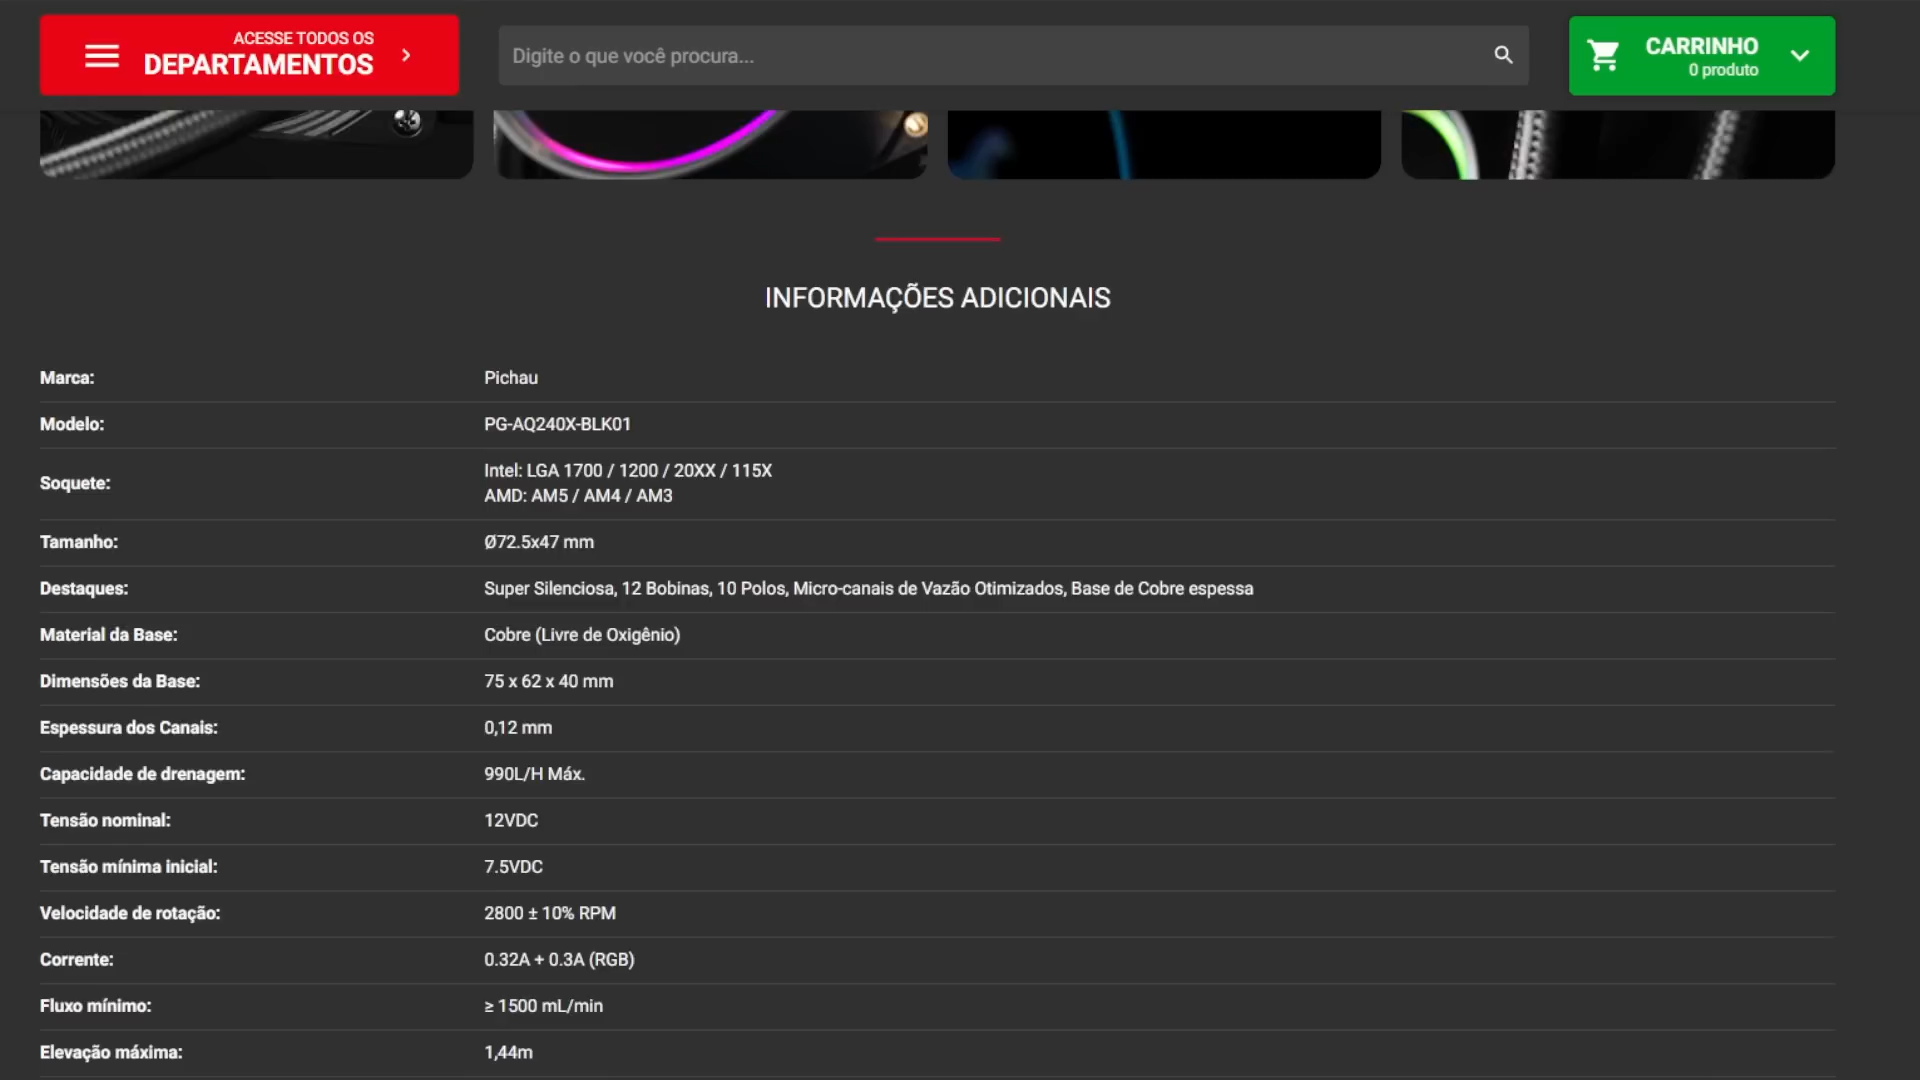 ACESSE TODOS OS
DEPARTAMENTOS
Digite o que você procura...
CARRINHO
0 produto
INFORMAÇÕES ADICIONAIS
Marca: Pichau
Modelo: PG-AQ240X-BLK01
Soquete: Intel: LGA 1700 / 1200 / 20XX / 115X
AMD: AM5 / AM4 / AM3
Tamanho: Ø72.5x47 mm
Destaques: Super Silenciosa, 12 Bobinas, 10 Polos, Micro-canais de Vazão Otimizados, Base de Cobre espessa
Material da Base: Cobre (Livre de Oxigênio)
Dimensões da Base: 75 x 62 x 40 mm
Espessura dos Canais: 0,12 mm
Capacidade de drenagem: 990L/H Máx.
Tensão nominal: 12VDC
Tensão mínima inicial: 7.5VDC
Velocidade de rotação: 2800 ± 10% RPM
Corrente: 0.32A + 0.3A (RGB)
Fluxo mínimo: ≥ 1500 mL/min
Elevação máxima: 1,44m